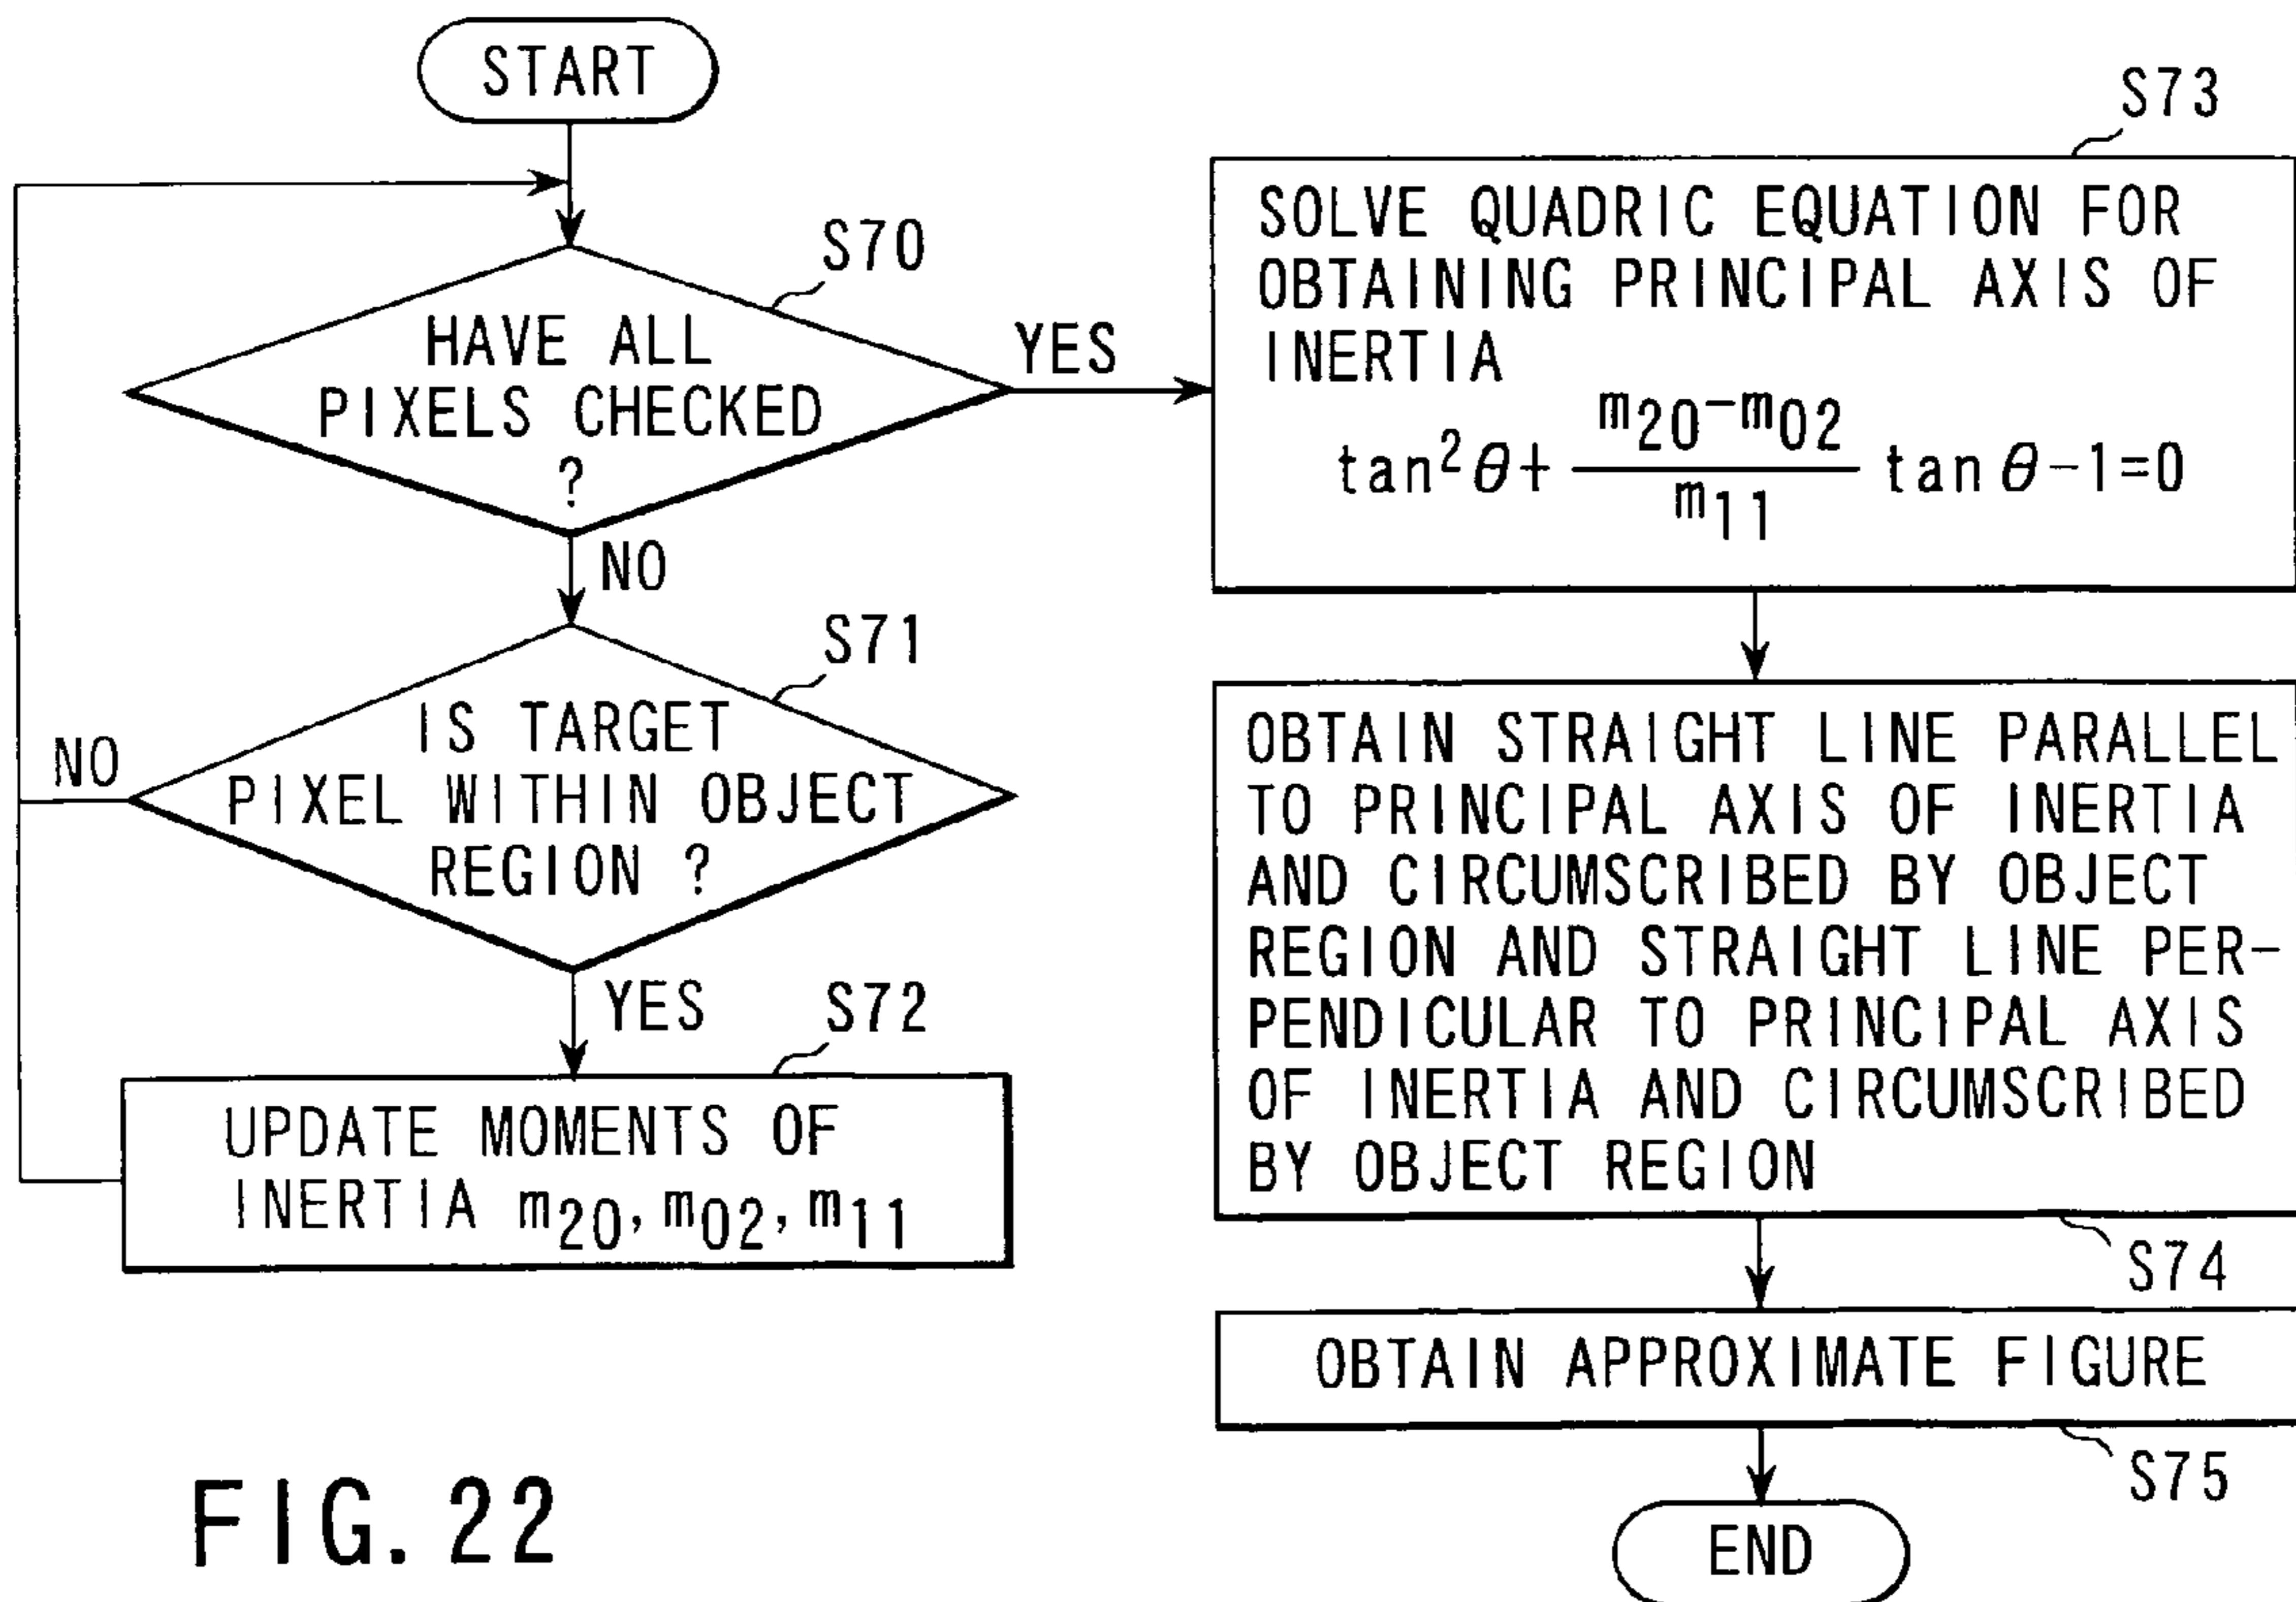 START
S70
HAVE ALL
PIXELS CHECKED
?
YES
NO
S71
IS TARGET
PIXEL WITHIN OBJECT
REGION ?
NO
YES
S72
UPDATE MOMENTS OF
INERTIA m20, m02, m11
S73
SOLVE QUADRIC EQUATION FOR
OBTAINING PRINCIPAL AXIS OF
INERTIA
tan²θ+ (m20-m02)/m11 tan θ-1=0
OBTAIN STRAIGHT LINE PARALLEL
TO PRINCIPAL AXIS OF INERTIA
AND CIRCUMSCRIBED BY OBJECT
REGION AND STRAIGHT LINE PER-
PENDICULAR TO PRINCIPAL AXIS
OF INERTIA AND CIRCUMSCRIBED
BY OBJECT REGION
S74
OBTAIN APPROXIMATE FIGURE
S75
END
FIG. 22